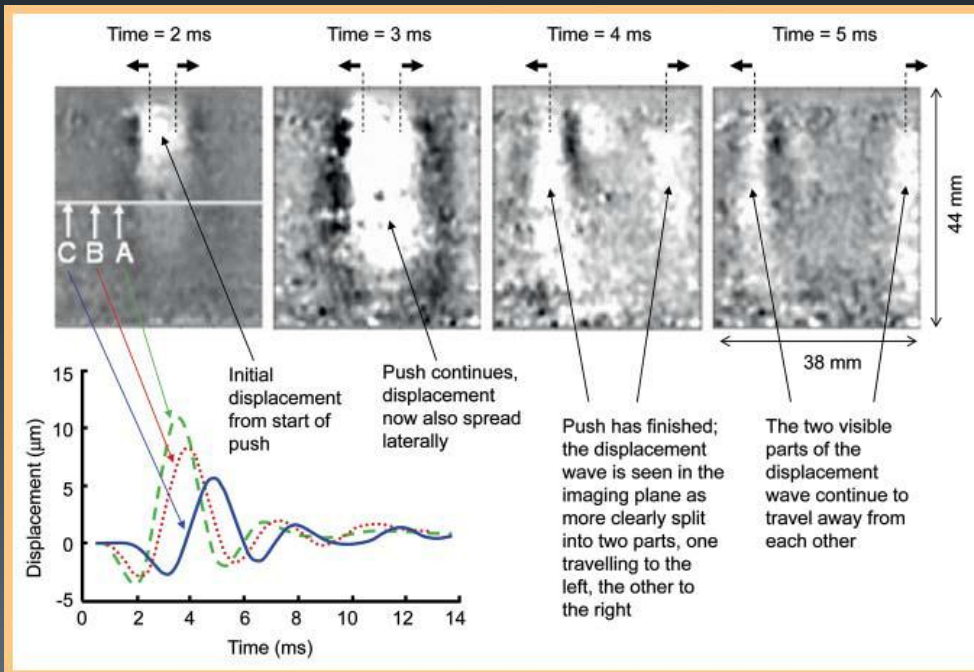 Time = 2 ms
Time = 3 ms
Time = 4 ms
Time = 5 ms
C B A
44 mm
38 mm
Initial
displacement
from start of
push
Push continues,
displacement
now also spread
laterally
Push has finished;
the displacement
wave is seen in the
imaging plane as
more clearly split
into two parts, one
travelling to the
left, the other to
the right
The two visible
parts of the
displacement
wave continue to
travel away from
each other
Displacement (μm)
15
10
5
0
-5
0 2 4 6 8 10 12 14
Time (ms)